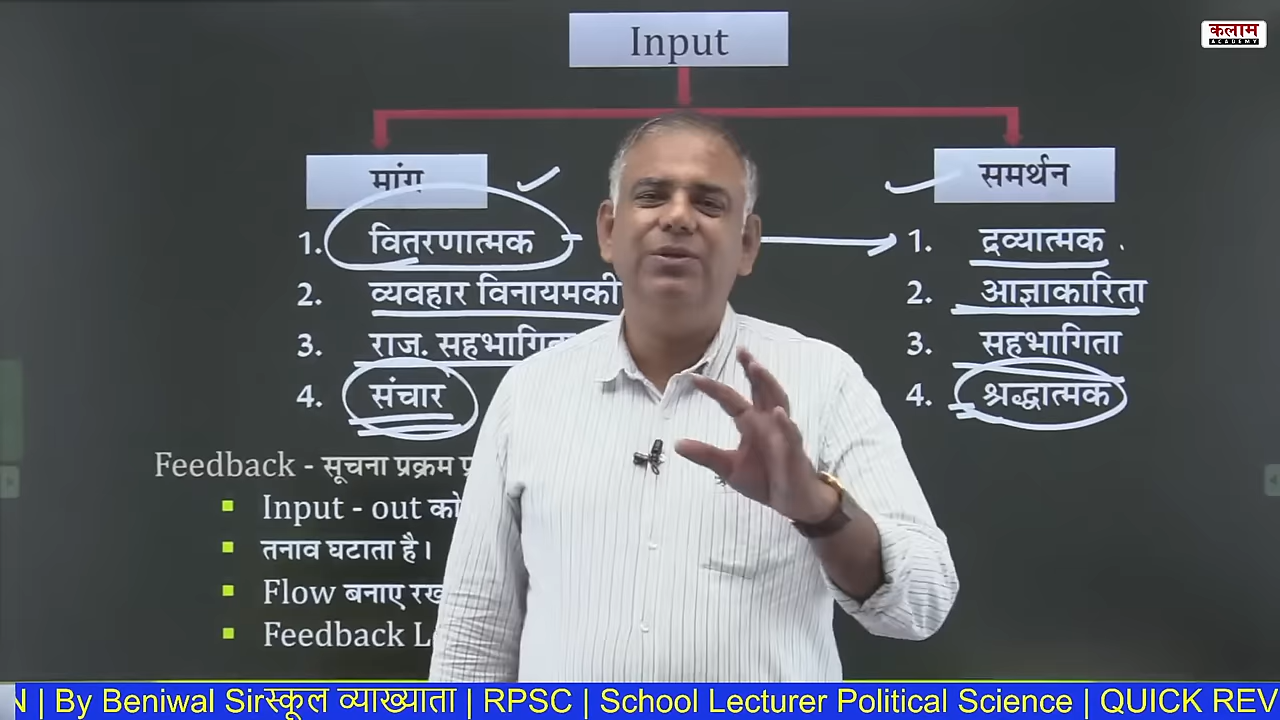 Input
कलाम
ACADEMY
मांग
समर्थन
1. वितरणात्मक
1. द्रव्यात्मक
2. व्यवहार विनायमकी
2. आज्ञाकारिता
3. राज. सहभागिता
3. सहभागिता
4. संचार
4. श्रद्धात्मक
Feedback - सूचना प्रक्रम
Input - out को
तनाव घटाता है।
Flow बनाए
Feedback
N | By Beniwal Sirस्कूल व्याख्याता | RPSC | School Lecturer Political Science | QUICK REV